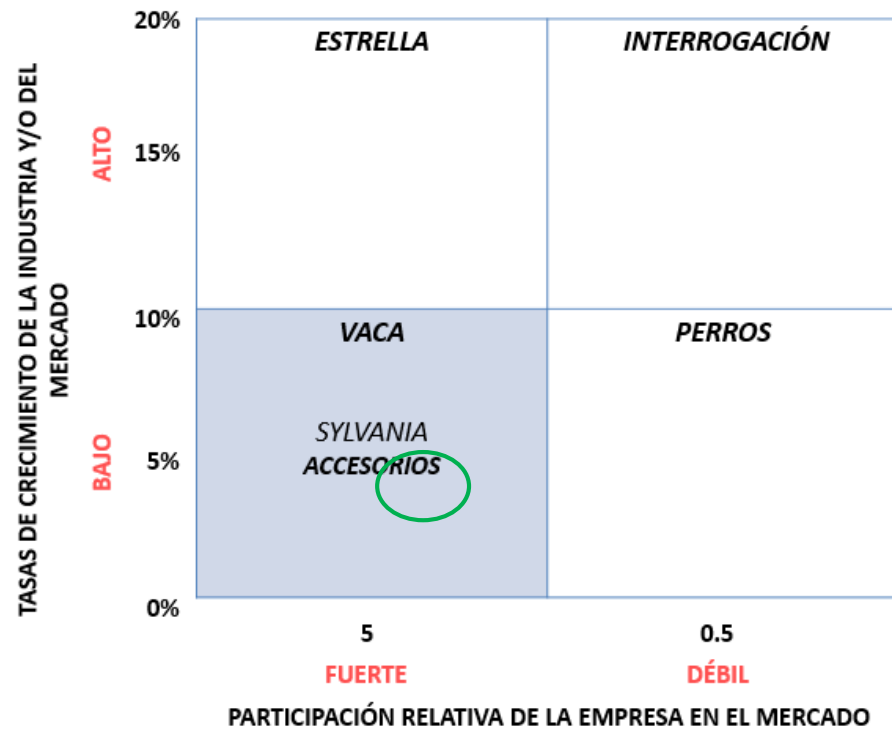 20%
ESTRELLA
INTERROGACIÓN
TASAS DE CRECIMIENTO DE LA INDUSTRIA Y/O DEL
MERCADO
ALTO
15%
10%
VACA
PERROS
SYLVANIA
ACCESORIOS
BAJO
5%
0%
5
0.5
FUERTE
DÉBIL
PARTICIPACIÓN RELATIVA DE LA EMPRESA EN EL MERCADO